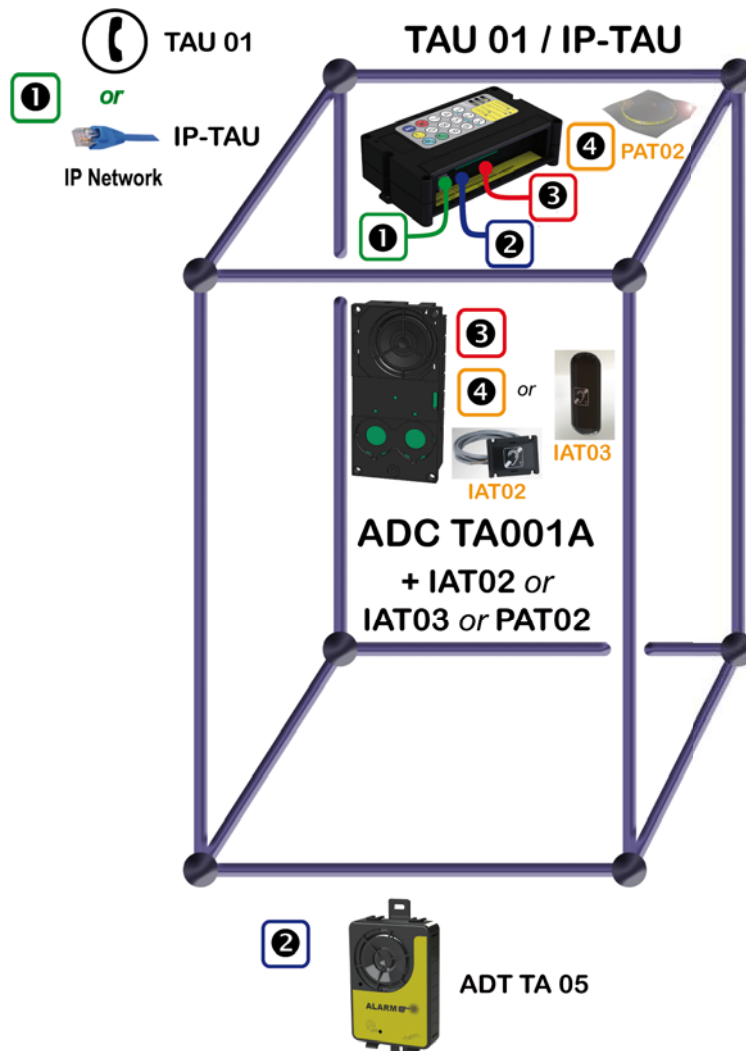 TAU 01
TAU 01 / IP-TAU
❶
or
IP-TAU
IP Network
❹
PAT02
❸
❶
❷
❸
❹
or
IAT03
IAT02
ADC TA001A
+ IAT02 or
IAT03 or PAT02
❷
ALARM
ADT TA 05